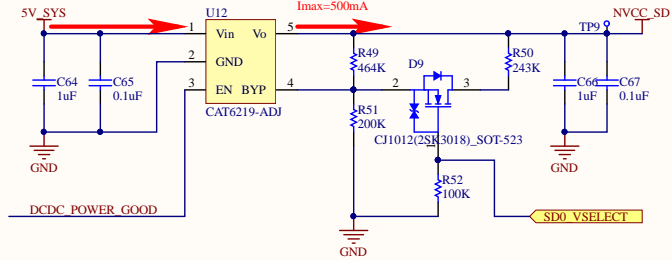 Imax=500mA
5V_SYS
U12
NVCC_SD
TP9
1 Vin Vo 5
2 GND
3 EN BYP 4
CAT6219-ADJ
C64
1uF
C65
0.1uF
GND
R49
464K
D9
2
3
1
R50
243K
C66
1uF
C67
0.1uF
GND
R51
200K
CJ1012(2SK3018)_SOT-523
R52
100K
DCDC_POWER_GOOD
SD0_VSELECT
GND